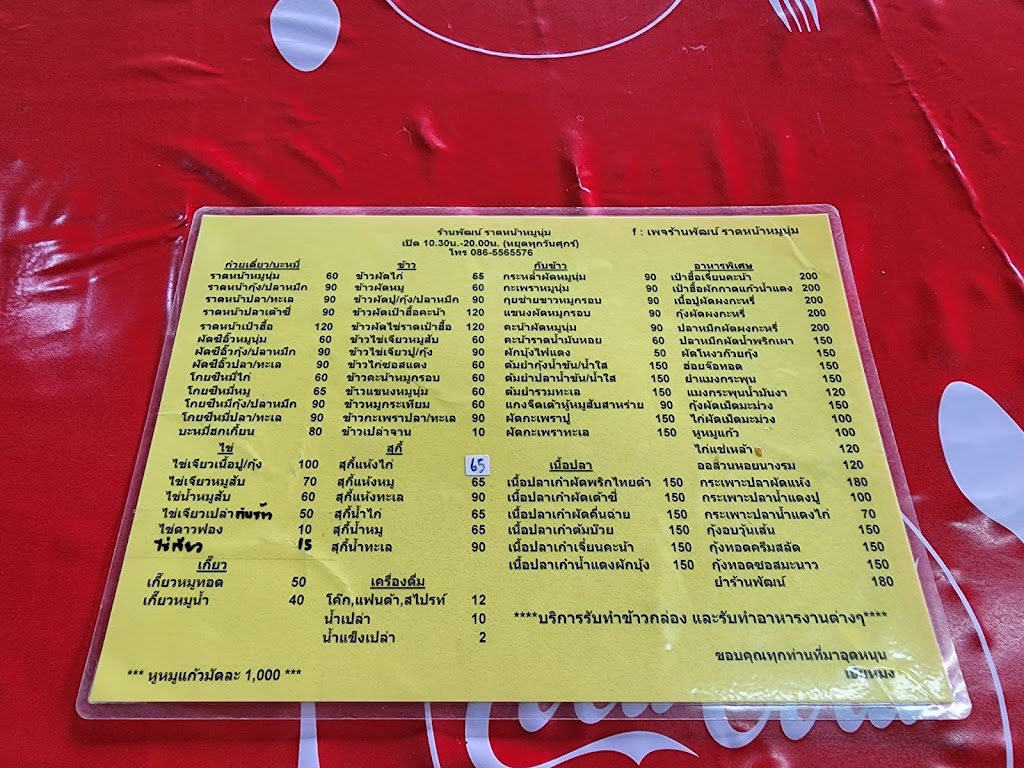 ร้านพัฒน์ ราดหน้าหมูนุ่ม
f : เพจร้านพัฒน์ ราดหน้าหมูนุ่ม
เปิด 10.30น.-20.00น. (หยุดทุกวันศุกร์)
โทร 086-5565576
ก๋วยเตี๋ยว/บะหมี่
ราดหน้าหมูนุ่ม 60
ราดหน้ากุ้ง/ปลาหมึก 90
ราดหน้าปลา/ทะเล 90
ราดหน้าปลาเต้าซี่ 90
ราดหน้าเป๋าฮื้อ 120
ผัดซีอิ๊วหมูนุ่ม 60
ผัดซีอิ๊วกุ้ง/ปลาหมึก 90
ผัดซีอิ๊วปลา/ทะเล 90
โกยซีหมี่ไก่ 60
โกยซีหมี่หมู 65
โกยซีหมี่กุ้ง/ปลาหมึก 90
โกยซีหมี่ปลา/ทะเล 90
บะหมี่ฮกเกี้ยน 80
ไข่
ไข่เจียวเนื้อปู/กุ้ง 100
ไข่เจียวหมูสับ 70
ไข่น้ำหมูสับ 60
ไข่เจียวเปล่า 50
ไข่ดาวฟอง 10
15
เกี๊ยว
เกี๊ยวหมูทอด 50
เกี๊ยวหมูน้ำ 40
*** หูหมูแก้วมัดละ 1,000 ***
ข้าว
ข้าวผัดไก่ 65
ข้าวผัดหมู 60
ข้าวผัดปู/กุ้ง/ปลาหมึก 90
ข้าวผัดเป๋าฮื้อคะน้า 120
ข้าวผัดไข่ราดเป๋าฮื้อ 120
ข้าวไข่เจียวหมูสับ 60
ข้าวไข่เจียวปู/กุ้ง 90
ข้าวไก่ซอสแดง 60
ข้าวคะน้าหมูกรอบ 60
ข้าวแขนงหมูนุ่ม 60
ข้าวหมูกระเทียม 60
ข้าวกะเพราปลา/ทะเล 90
ข้าวเปล่าจาน 10
สุกี้
สุกี้แห้งไก่ 65
สุกี้แห้งหมู 65
สุกี้แห้งทะเล 90
สุกี้น้ำไก่ 65
สุกี้น้ำหมู 65
สุกี้น้ำทะเล 90
เครื่องดื่ม
โค๊ก,แฟนต้า,สไปรท์ 12
น้ำเปล่า 10
น้ำแข็งเปล่า 2
กับข้าว
กระหล่ำผัดหมูนุ่ม 90
กะเพราหมูนุ่ม 90
กุยช่ายขาวหมูกรอบ 90
แขนงผัดหมูนุ่ม 90
คะน้าผัดหมูนุ่ม 90
คะน้าราดน้ำมันหอย 60
ผักบุ้งไฟแดง 50
ต้มยำกุ้งน้ำข้น/น้ำใส 150
ต้มยำปลาน้ำข้น/น้ำใส 150
ต้มยำรวมทะเล 150
แกงจืดเต้าหู้หมูสับสาหร่าย 90
ผัดกะเพราปู 150
ผัดกะเพราทะเล 150
เนื้อปลา
เนื้อปลาเก๋าผัดพริกไทยดำ 150
เนื้อปลาเก๋าผัดเต้าซี่ 150
เนื้อปลาเก๋าผัดคื่นฉ่าย 150
เนื้อปลาเก๋าต้มบ๊วย 150
เนื้อปลาเก๋าเจี๋ยนคะน้า 150
เนื้อปลาเก๋าน้ำแดงผักบุ้ง 150
อาหารพิเศษ
เป๋าฮื้อเจี๋ยนคะน้า 200
เป๋าฮื้อผักกาดแก้วน้ำแดง 200
เนื้อปูผัดผงกะหรี่ 200
กุ้งผัดผงกะหรี่ 200
ปลาหมึกผัดผงกะหรี่ 200
ปลาหมึกผัดน้ำพริกเผา 150
ผัดโหงวก๊วยกุ้ง 150
ฮ่อยจ๊อทอด 150
ยำแมงกระพุน 150
แมงกระพุนน้ำมันงา 120
กุ้งผัดเม็ดมะม่วง 150
ไก่ผัดเม็ดมะม่วง 100
หูหมูแก้ว 100
ไก่แช่เหล้า 120
ออส่วนหอยนางรม 120
กระเพาะปลาผัดแห้ง 180
กระเพาะปลาน้ำแดงปู 100
กระเพาะปลาน้ำแดงไก่ 70
กุ้งอบวุ้นเส้น 150
กุ้งทอดครีมสลัด 150
กุ้งทอดซอสมะนาว 150
ยำร้านพัฒน์ 180
****บริการรับทำข้าวกล่อง และรับทำอาหารงานต่างๆ****
ขอบคุณทุกท่านที่มาอุดหนุน